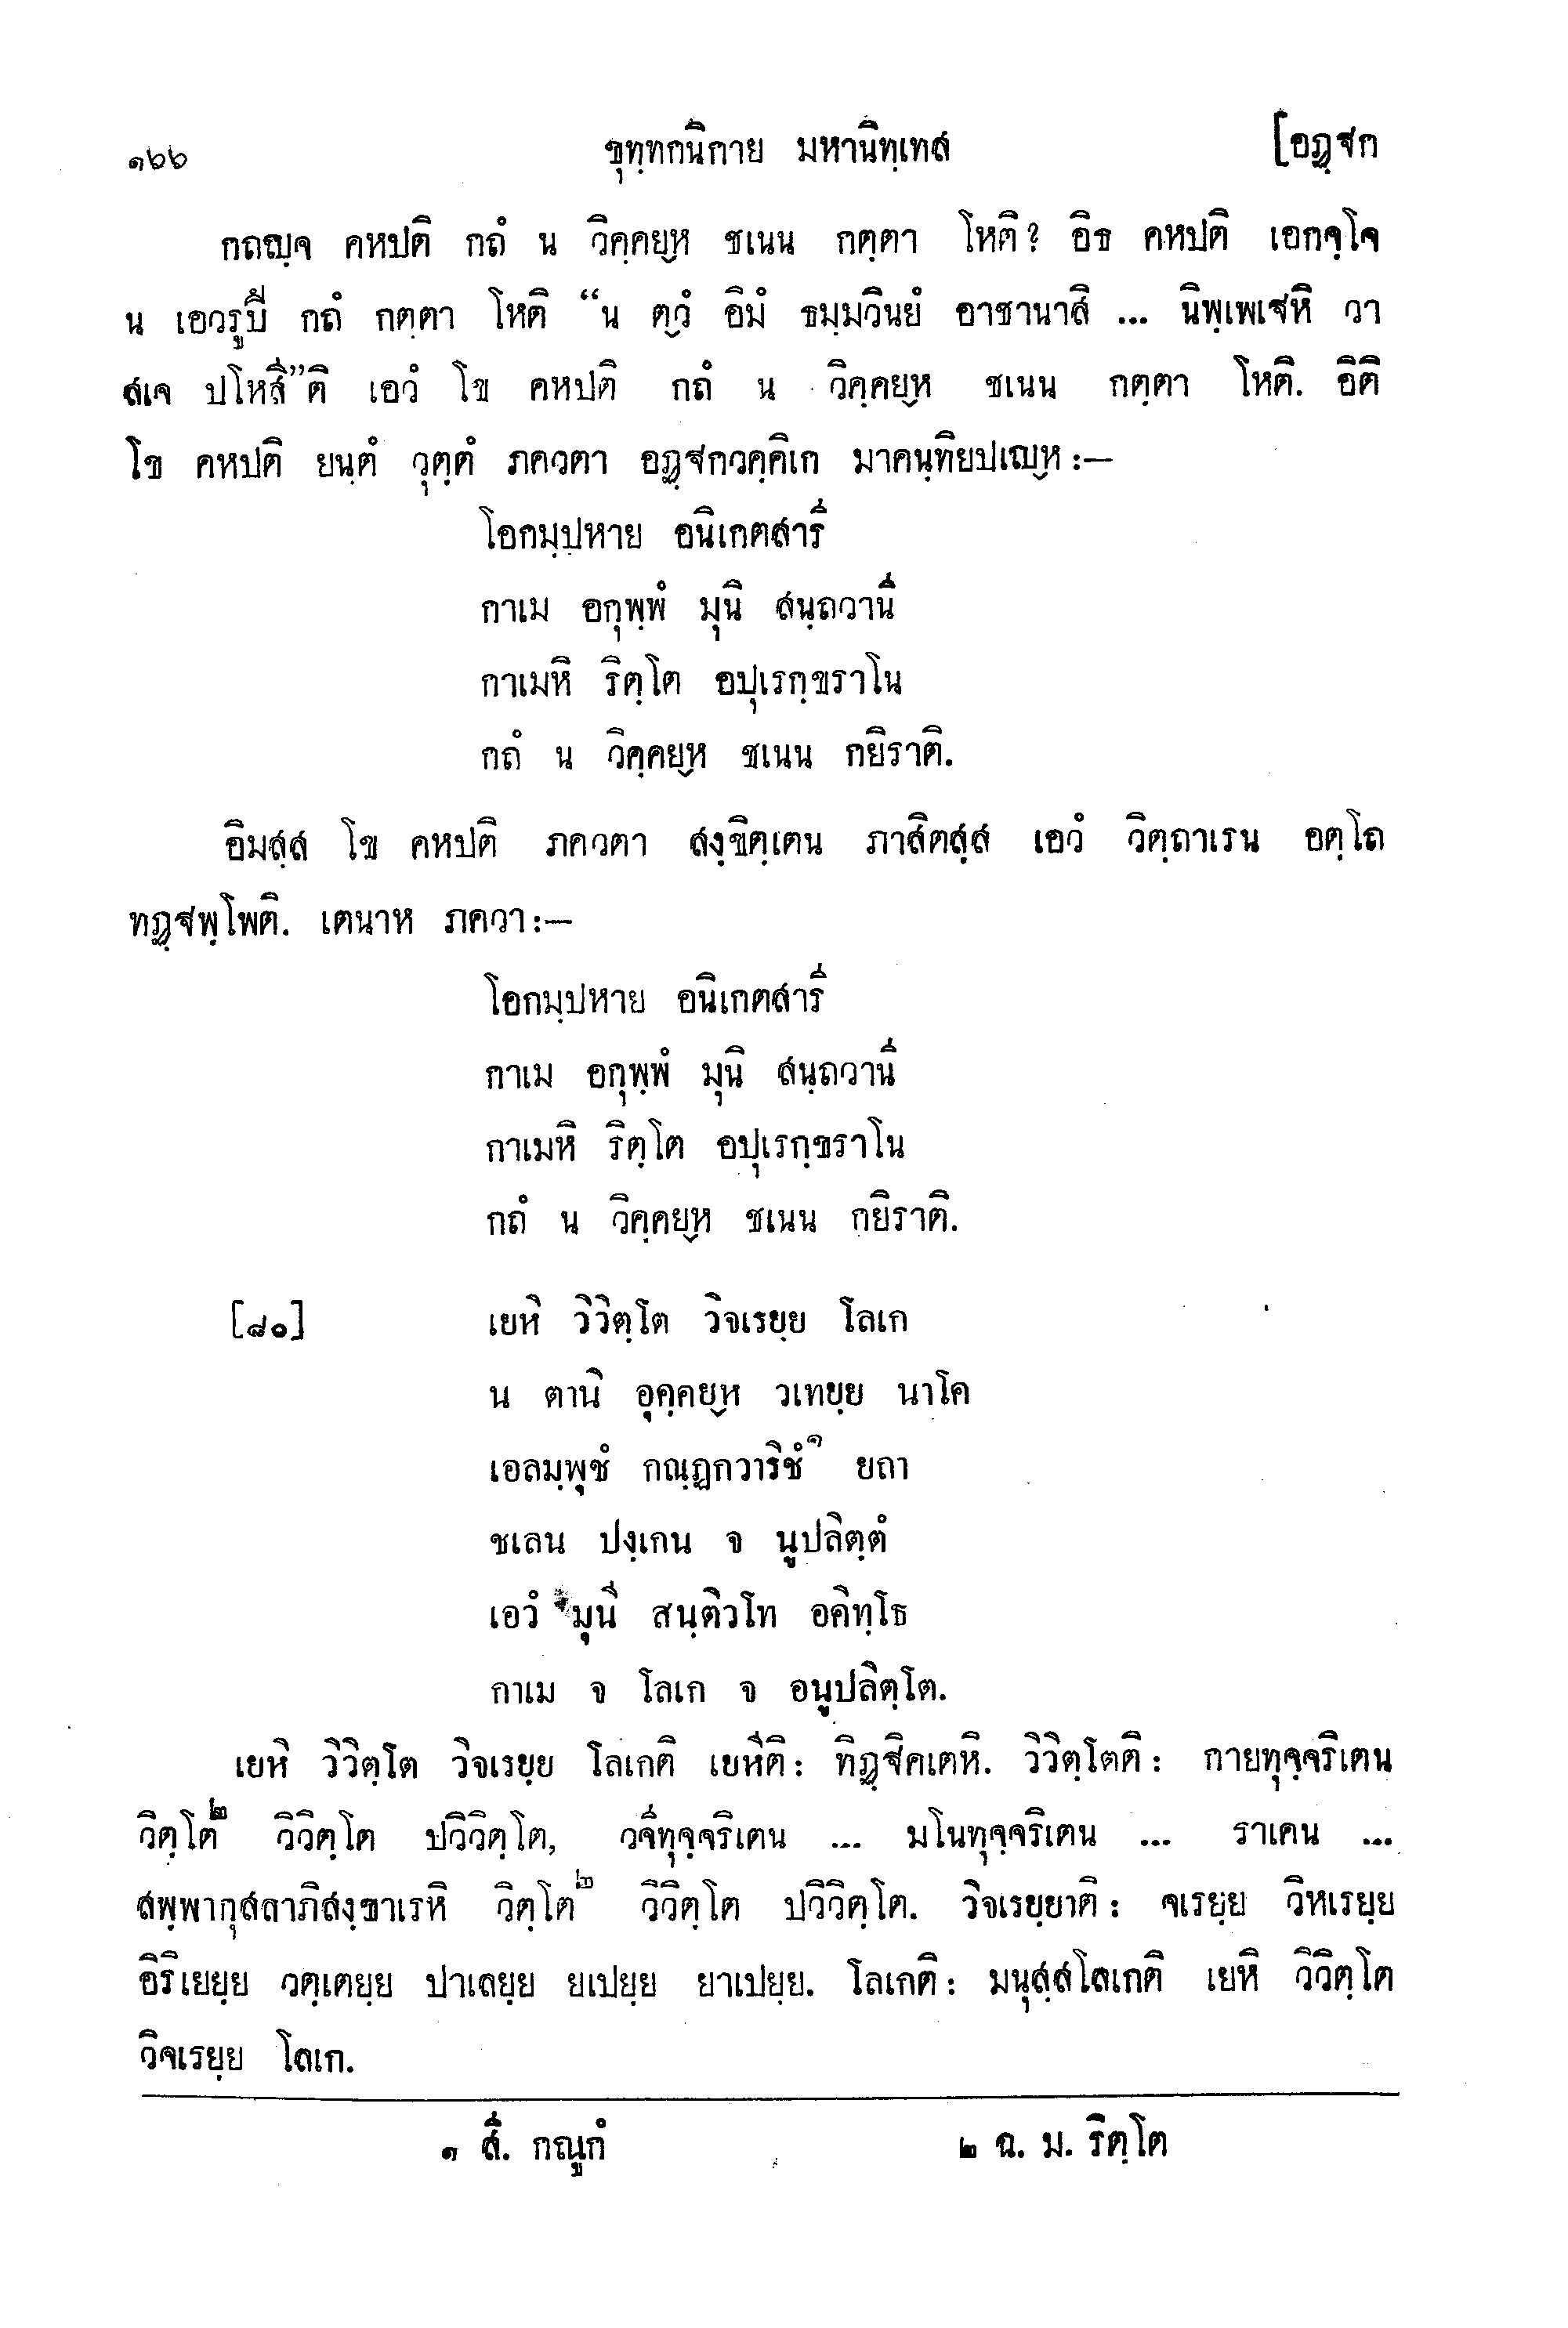 ๑๖๖ ขุทฺทกนิกาย มหานิทฺเทส [อฏฺฐก
กถญฺจ คหปติ กถํ น วิคฺคยฺห ชเนน กตฺตา โหติ? อิธ คหปติ เอกจฺโจ
น เอวรูปึ กถํ กตฺตา โหติ “น ตฺวํ อิมํ ธมฺมวินยํ อาชานาสิ ... นิพฺเพเฐหิ วา
สเจ ปโหสี”ติ เอวํ โข คหปติ กถํ น วิคฺคยฺห ชเนน กตฺตา โหติ. อิติ
โข คหปติ ยนฺตํ วุตฺตํ ภควตา อฏฺฐกวคฺคิเก มาคนฺทิยปเญฺห :—
โอกมฺปหาย อนิเกตสารี
กาเม อกุพฺพํ มุนิ สนฺถวานิ
กาเมหิ ริตฺโต อปุเรกฺขราโน
กถํ น วิคฺคยฺห ชเนน กยิราติ.
อิมสฺส โข คหปติ ภควตา สงฺขิตฺเตน ภาสิตสฺส เอวํ วิตฺถาเรน อตฺโถ
ทฏฺฐพฺโพติ. เตนาห ภควา :—
โอกมฺปหาย อนิเกตสารี
กาเม อกุพฺพํ มุนิ สนฺถวานิ
กาเมหิ ริตฺโต อปุเรกฺขราโน
กถํ น วิคฺคยฺห ชเนน กยิราติ.
[๘๐] เยหิ วิวิตฺโต วิจเรยฺย โลเก
น ตานิ อุคฺคยฺห วเทยฺย นาโค
เอลมฺพุชํ กณฺฏกวาริชํ๑ ยถา
ชเลน ปงฺเกน จ นูปลิตฺตํ
เอวํ มุนี สนฺติวโท อคิทฺโธ
กาเม จ โลเก จ อนูปลิตฺโต.
เยหิ วิวิตฺโต วิจเรยฺย โลเกติ เยหีติ : ทิฏฺฐิคเตหิ. วิวิตฺโตติ : กายทุจฺจริเตน
วิตฺโต๒ วิวิตฺโต ปวิวิตฺโต, วจีทุจฺจริเตน ... มโนทุจฺจริเตน ... ราเคน ...
สพฺพากุสลาภิสงฺขาเรหิ วิตฺโต๒ วิวิตฺโต ปวิวิตฺโต. วิจเรยฺยาติ : จเรยฺย วิหเรยฺย
อิริเยยฺย วตฺเตยฺย ปาเลยฺย ยเปยฺย ยาเปยฺย. โลเกติ : มนุสฺสโลเกติ เยหิ วิวิตฺโต
วิจเรยฺย โลเก.
๑ สี. กณฺฏกํ ๒ ฉ. ม. ริตฺโต